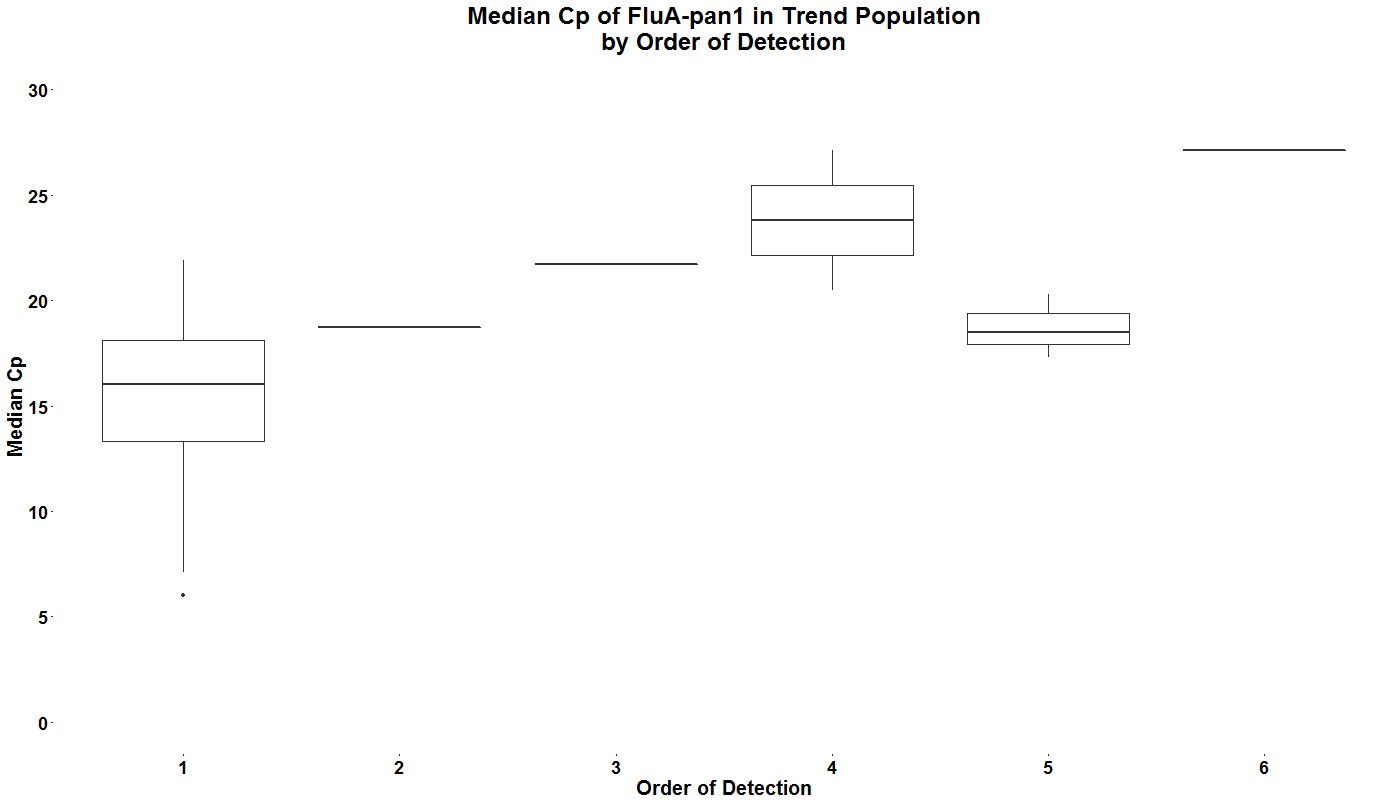 Median Cp of FluA-pan1 in Trend Population
by Order of Detection
30
25
20
15
10
5
0
Median Cp
1 2 3 4 5 6
Order of Detection